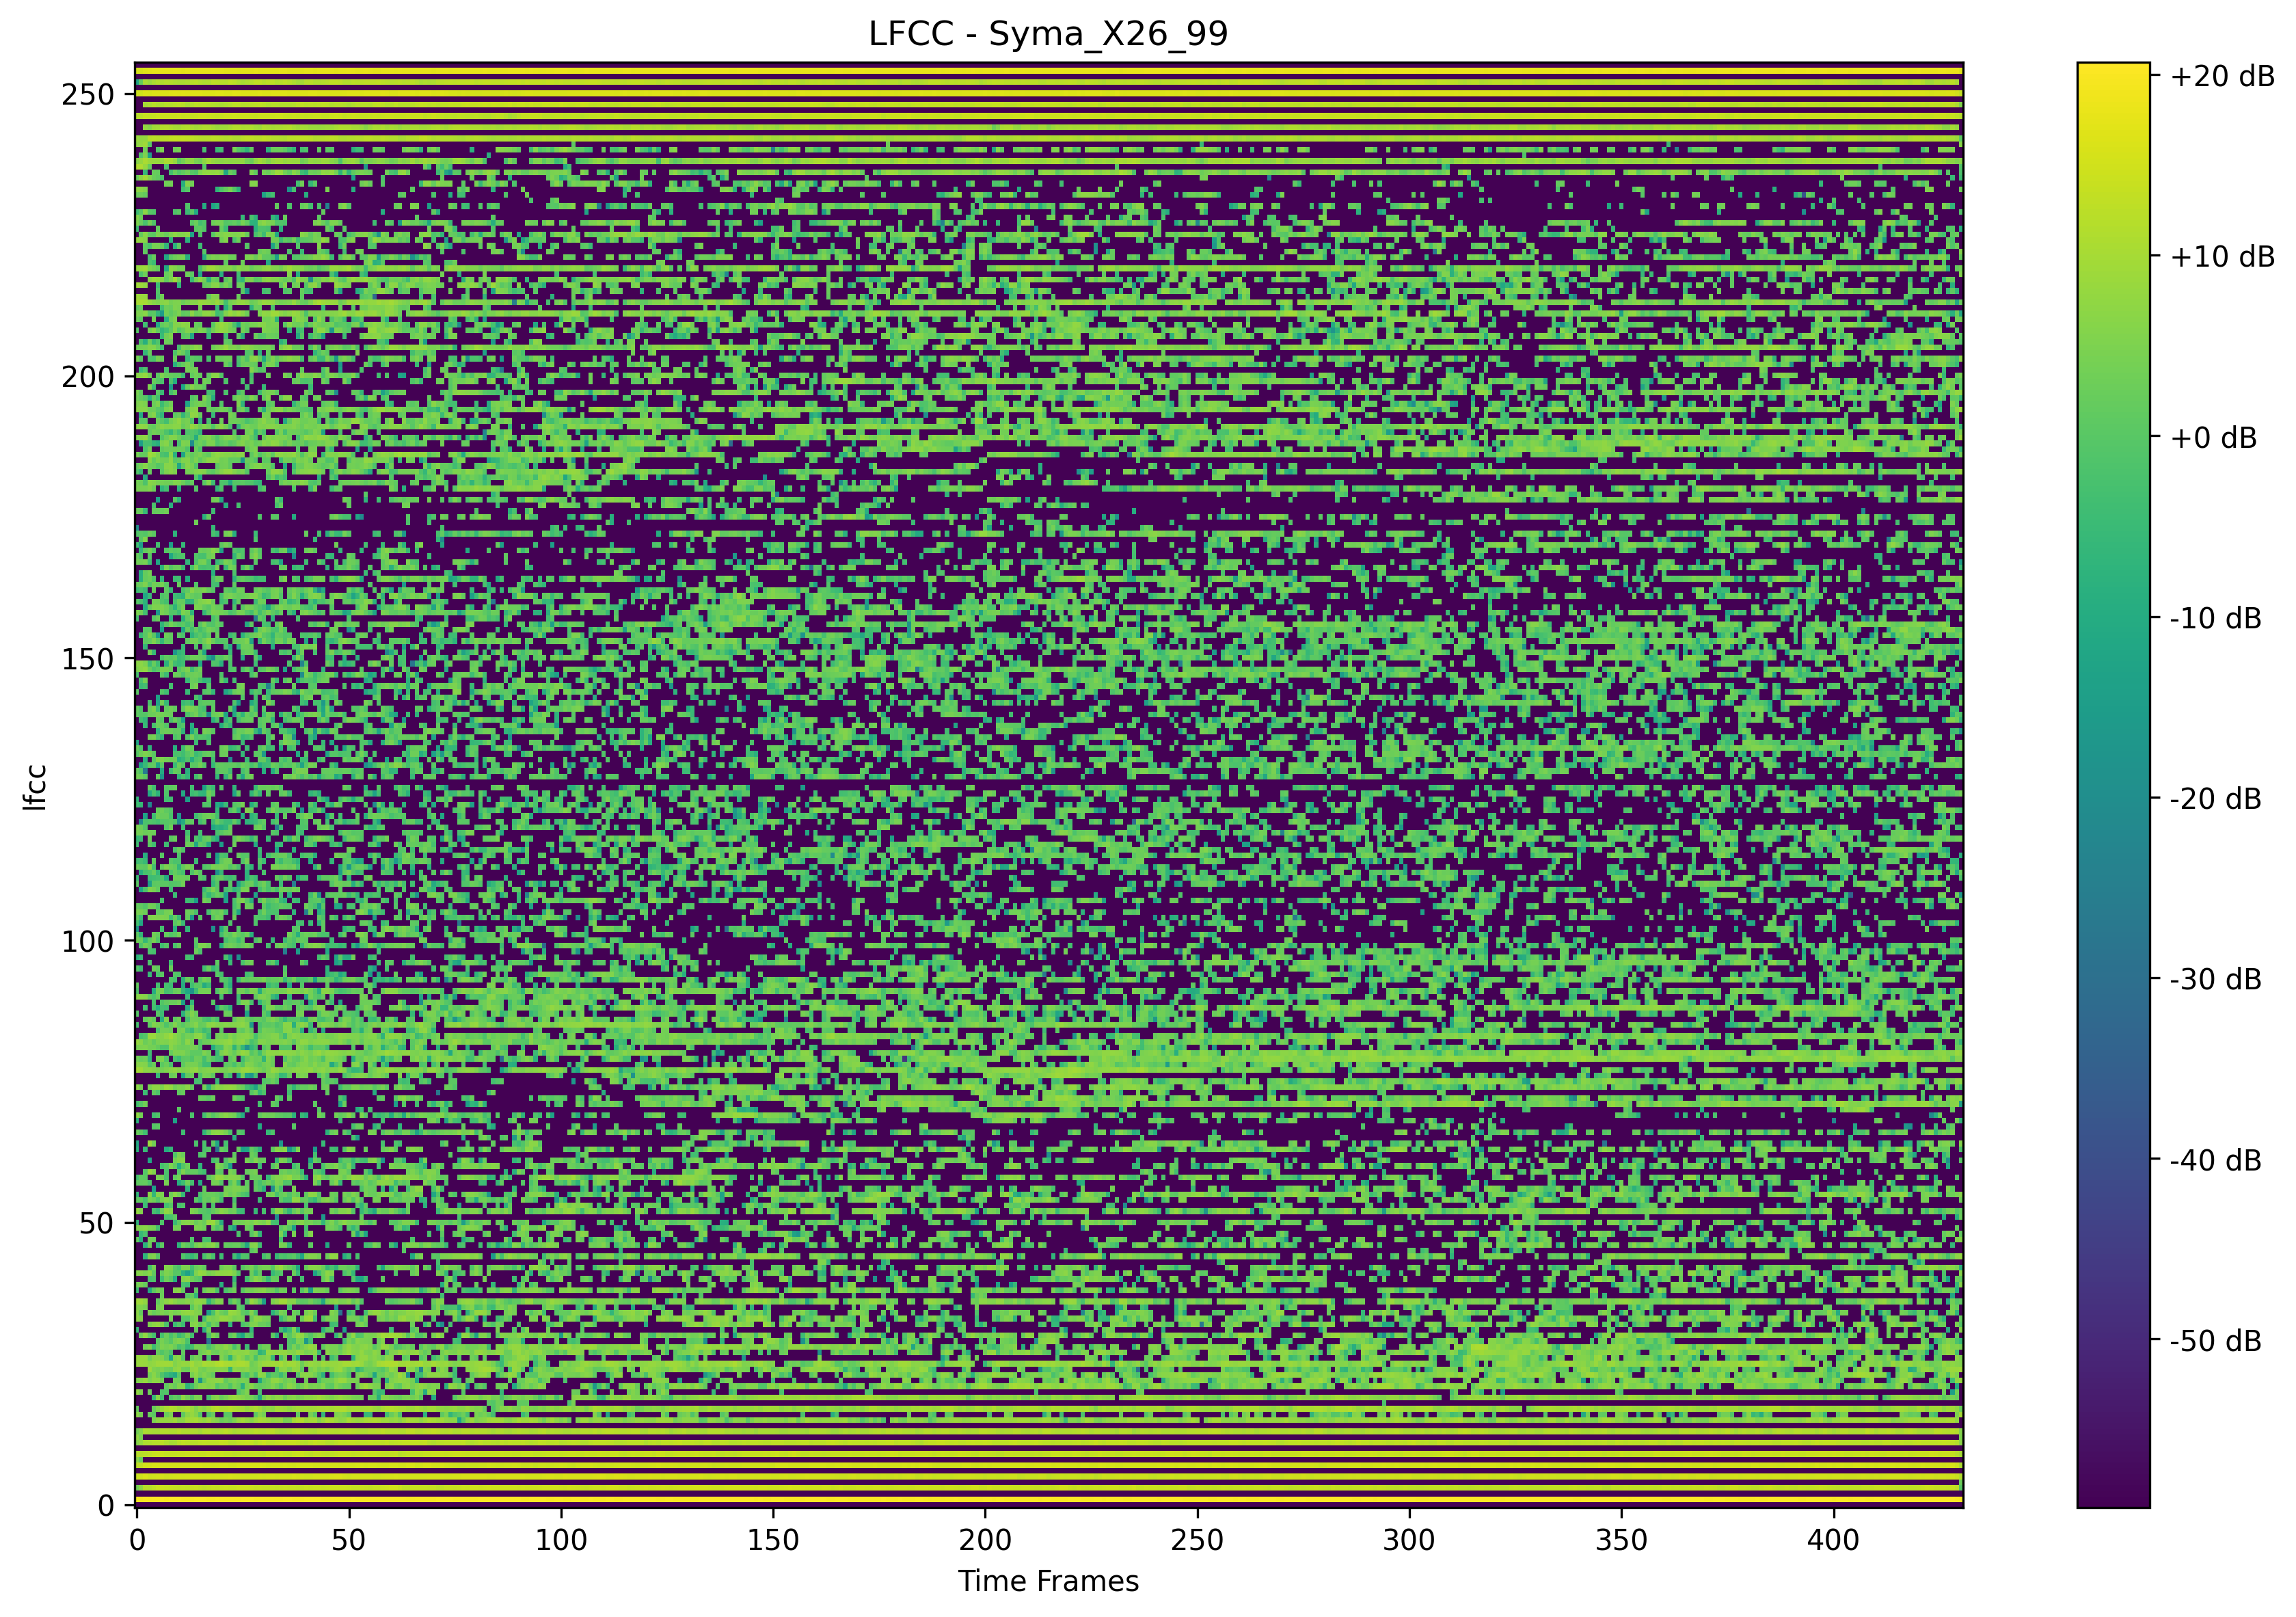 LFCC - Syma_X26_99
250
200
150
100
50
0
lfcc
0 50 100 150 200 250 300 350 400
Time Frames
+20 dB
+10 dB
+0 dB
-10 dB
-20 dB
-30 dB
-40 dB
-50 dB